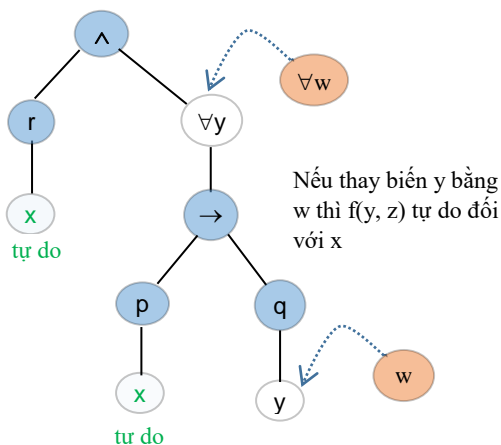 ∧
∀w
r
∀y
Nếu thay biến y bằng
w thì f(y, z) tự do đối
với x
x
→
tự do
p
q
x
y
w
tự do